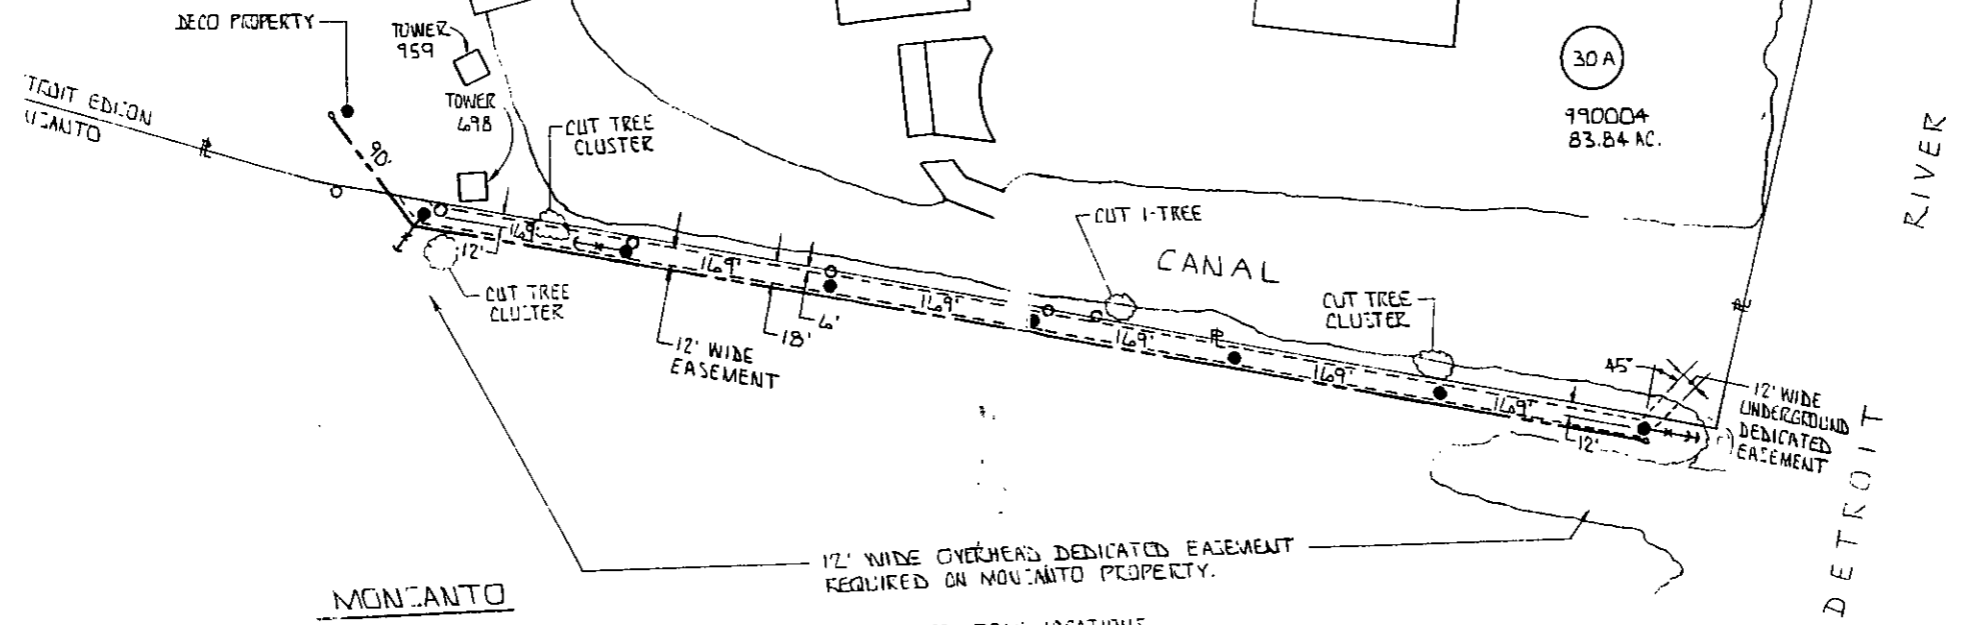 DECO PROPERTY
TOWER
959
TOWER
698
CUT TREE
CLUSTER
30A
990004
83.84 AC.
RIVER
EDISON
90'
CUT 1-TREE
CANAL
12'
169'
169'
169'
169'
169'
169'
CUT TREE
CLUSTER
CUT TREE
CLUSTER
6'
18'
12' WIDE
EASEMENT
45°
12' WIDE
UNDERGROUND
DEDICATED
EASEMENT
12'
DETROIT
12' WIDE OVERHEAD DEDICATED EASEMENT
REQUIRED ON MONSANTO PROPERTY.
MONSANTO
LOCATIONS